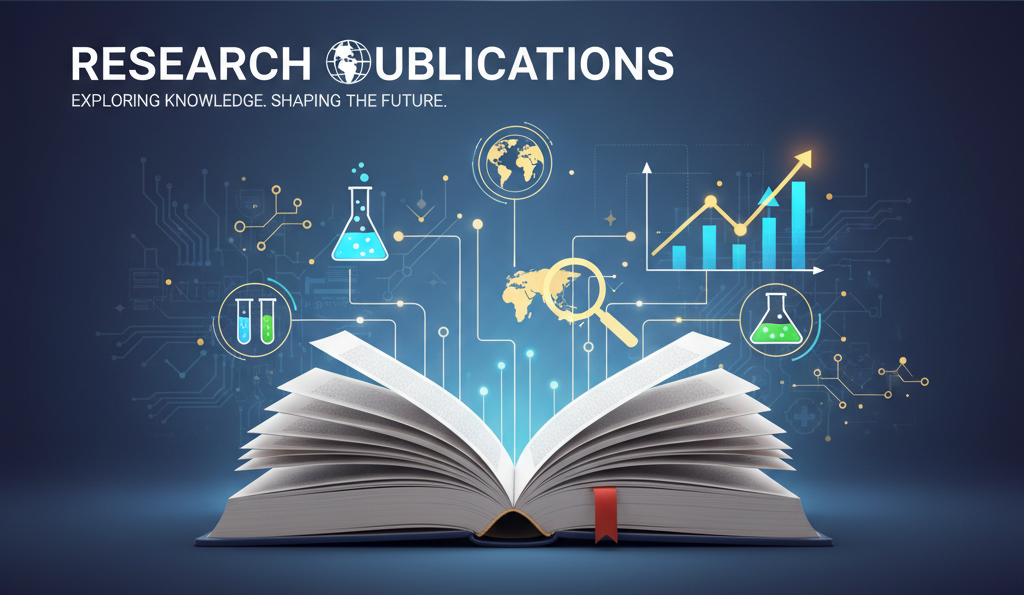 RESEARCH UBLICATIONS
EXPLORING KNOWLEDGE. SHAPING THE FUTURE.